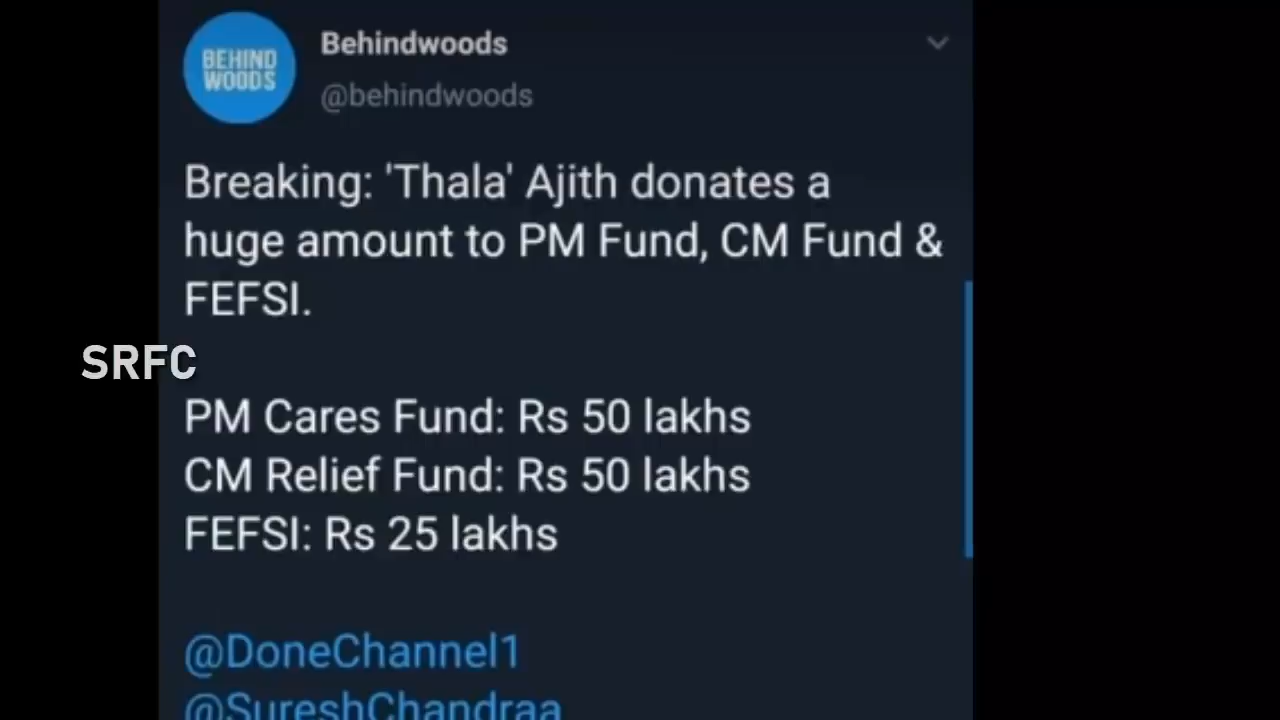 BEHIND
WOODS
Behindwoods
@behindwoods
Breaking: 'Thala' Ajith donates a
huge amount to PM Fund, CM Fund &
FEFSI.
SRFC
PM Cares Fund: Rs 50 lakhs
CM Relief Fund: Rs 50 lakhs
FEFSI: Rs 25 lakhs
@DoneChannel1
@SureshChandraa